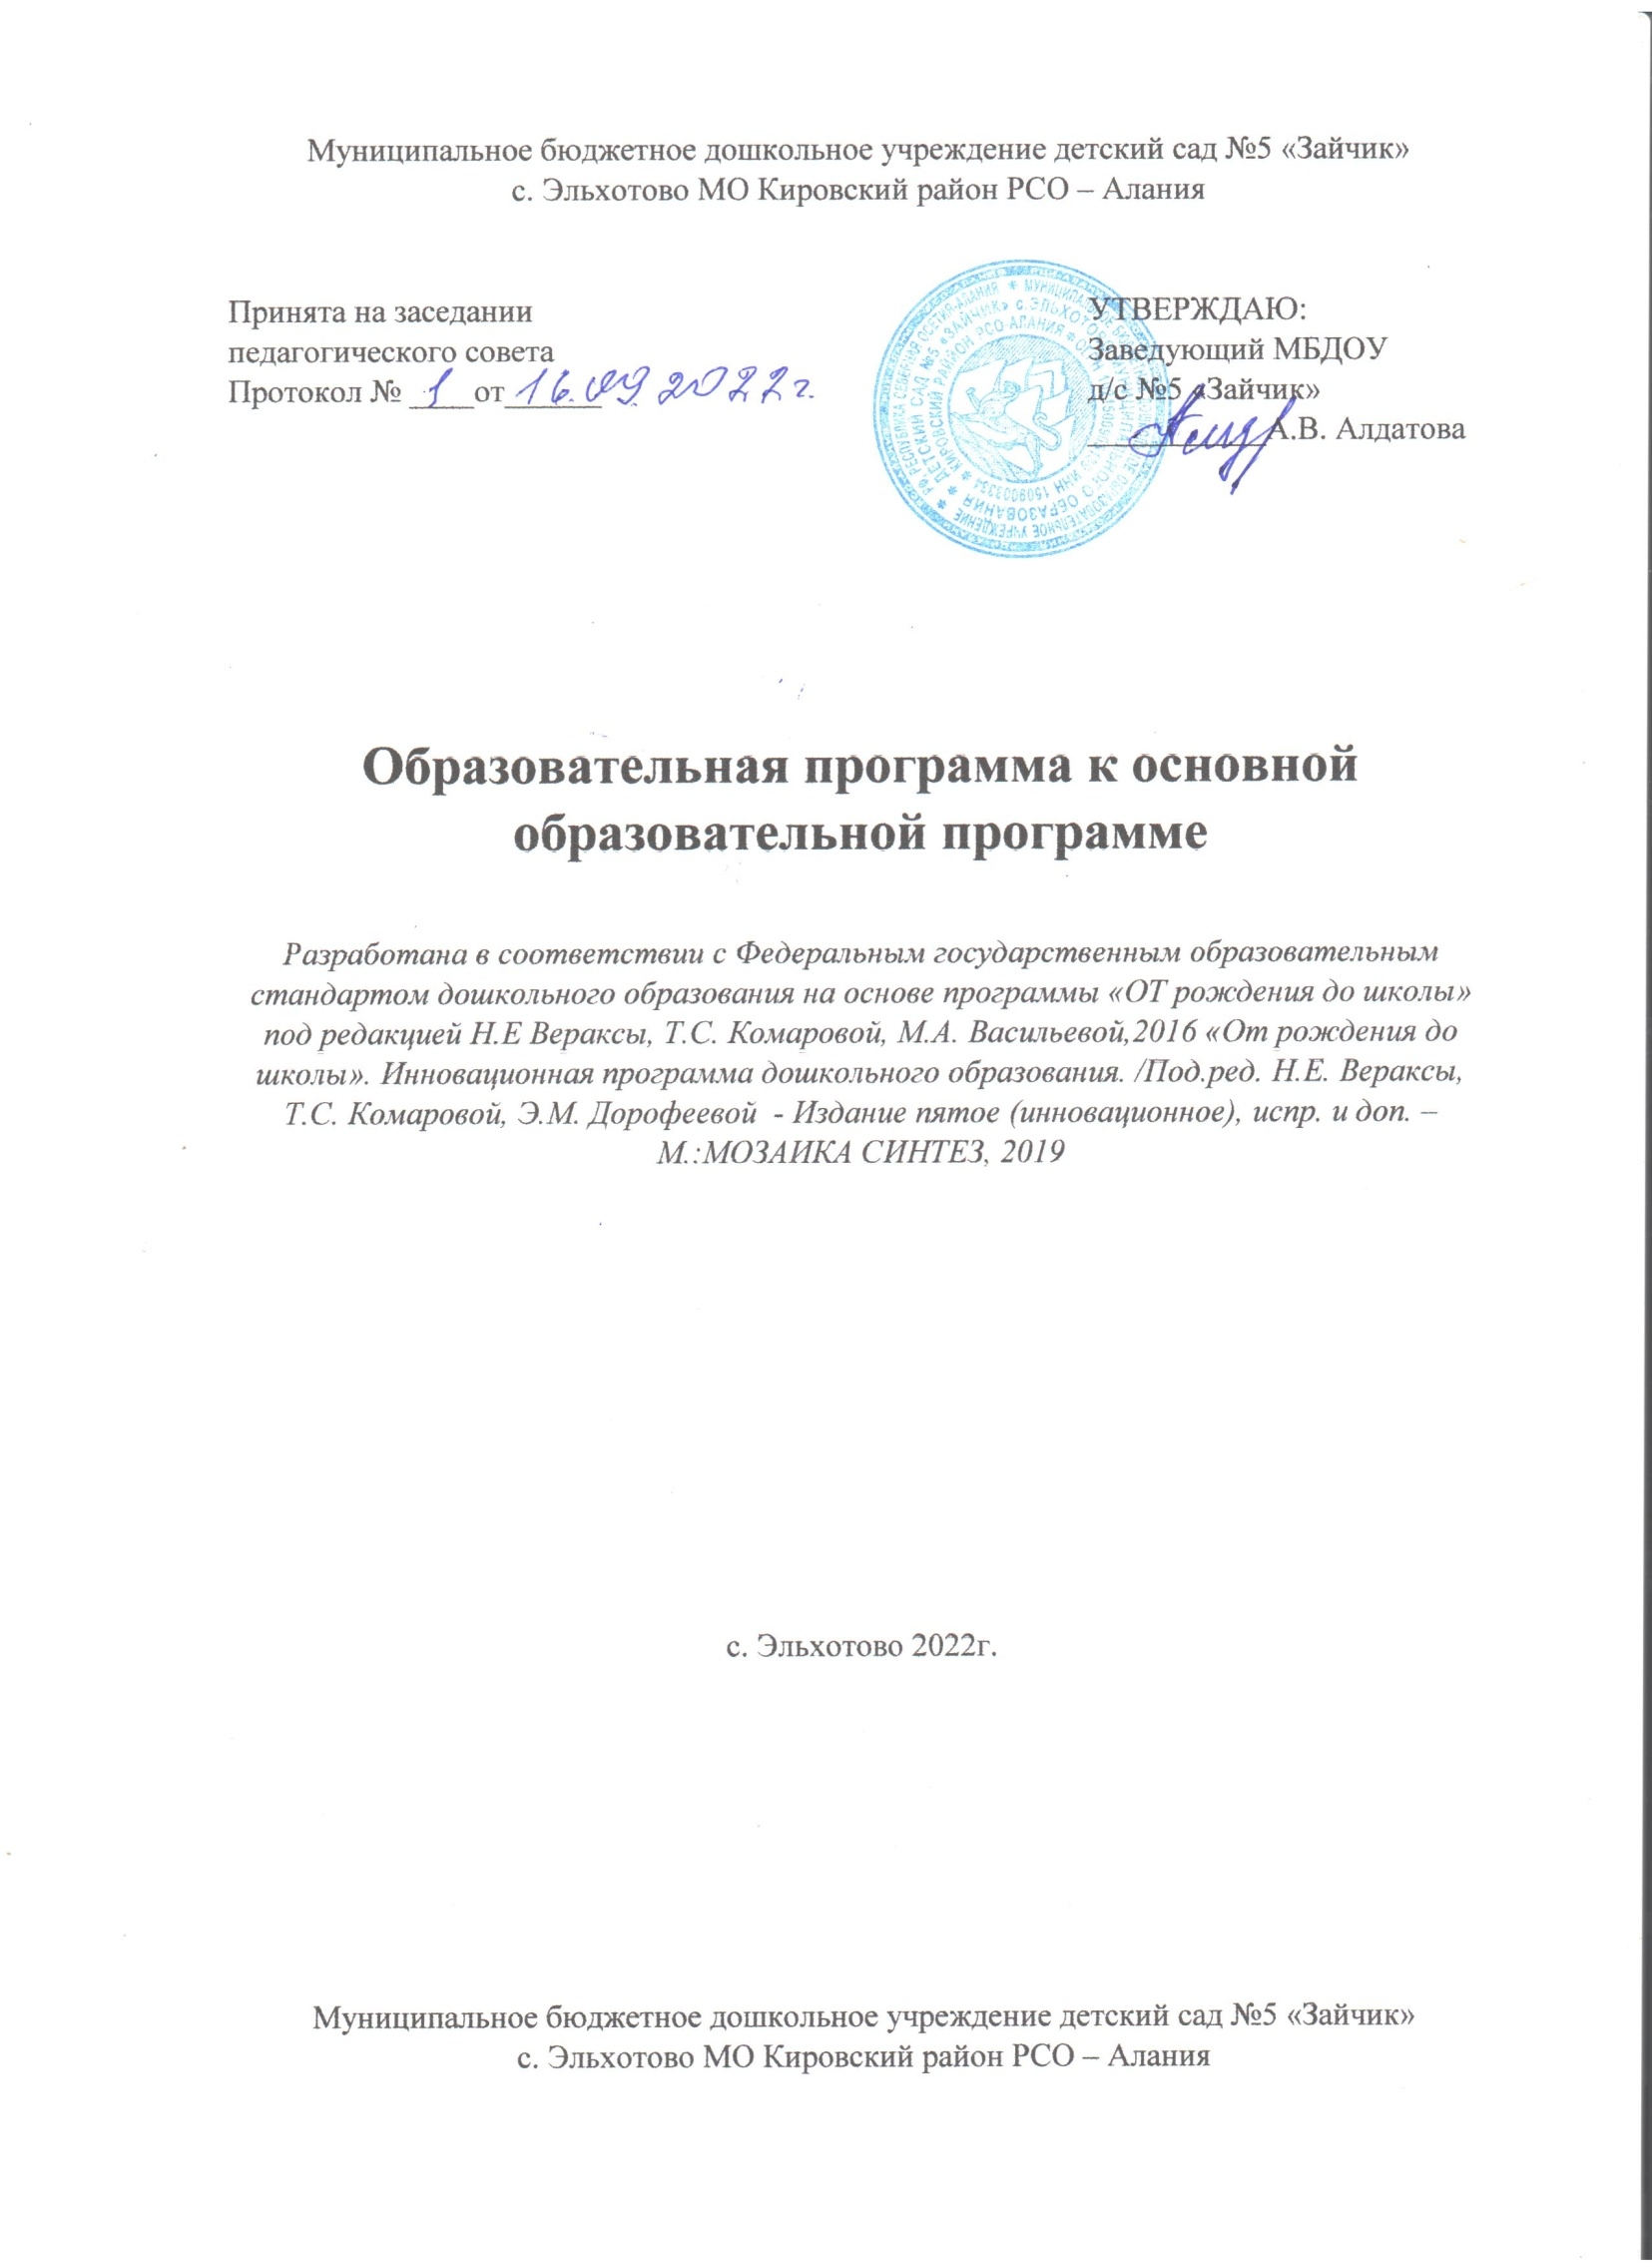 Муниципальное бюджетное дошкольное учреждение детский сад №5 «Зайчик»
с. Эльхотово МО Кировский район РСО – Алания
Принята на заседании
педагогического совета
Протокол № 1 от 16.09.2022г.
УТВЕРЖДАЮ:
Заведующий МБДОУ
д/с №5 «Зайчик»
А.В. Алдатова
Образовательная программа к основной
образовательной программе
Разработана в соответствии с Федеральным государственным образовательным
стандартом дошкольного образования на основе программы «ОТ рождения до школы»
под редакцией Н.Е Вераксы, Т.С. Комаровой, М.А. Васильевой,2016 «От рождения до
школы». Инновационная программа дошкольного образования. /Под.ред. Н.Е. Вераксы,
Т.С. Комаровой, Э.М. Дорофеевой - Издание пятое (инновационное), испр. и доп. –
М.:МОЗАИКА СИНТЕЗ, 2019
с. Эльхотово 2022г.
Муниципальное бюджетное дошкольное учреждение детский сад №5 «Зайчик»
с. Эльхотово МО Кировский район РСО – Алания